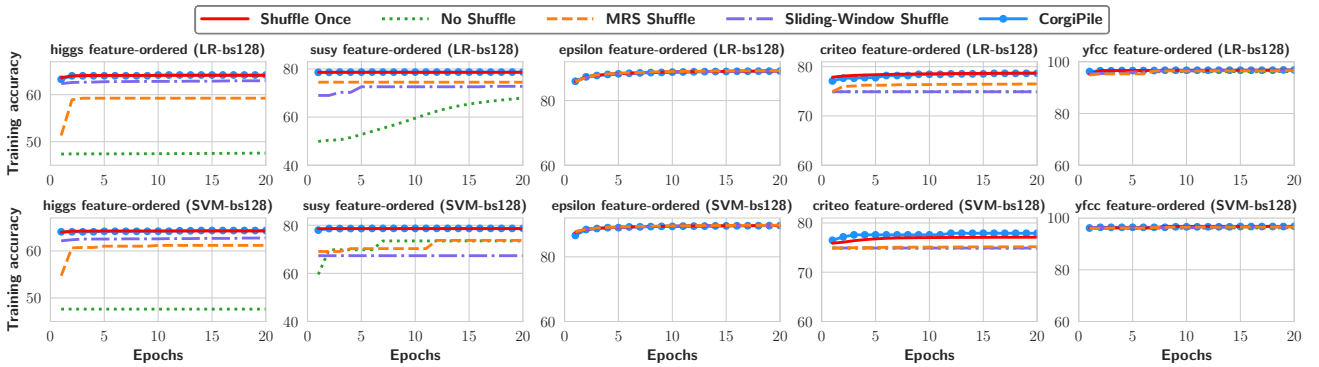 Shuffle Once No Shuffle MRS Shuffle Sliding-Window Shuffle CorgiPile
higgs feature-ordered (LR-bs128) susy feature-ordered (LR-bs128) epsilon feature-ordered (LR-bs128) criteo feature-ordered (LR-bs128) yfcc feature-ordered (LR-bs128)
Training accuracy
60
50
0 5 10 15 20
80
60
40
0 5 10 15 20
80
60
0 5 10 15 20
80
70
60
0 5 10 15 20
100
80
60
0 5 10 15 20
higgs feature-ordered (SVM-bs128) susy feature-ordered (SVM-bs128) epsilon feature-ordered (SVM-bs128) criteo feature-ordered (SVM-bs128) yfcc feature-ordered (SVM-bs128)
Training accuracy
60
50
0 5 10 15 20
Epochs
80
60
40
0 5 10 15 20
Epochs
80
60
0 5 10 15 20
Epochs
80
70
60
0 5 10 15 20
Epochs
100
80
60
0 5 10 15 20
Epochs